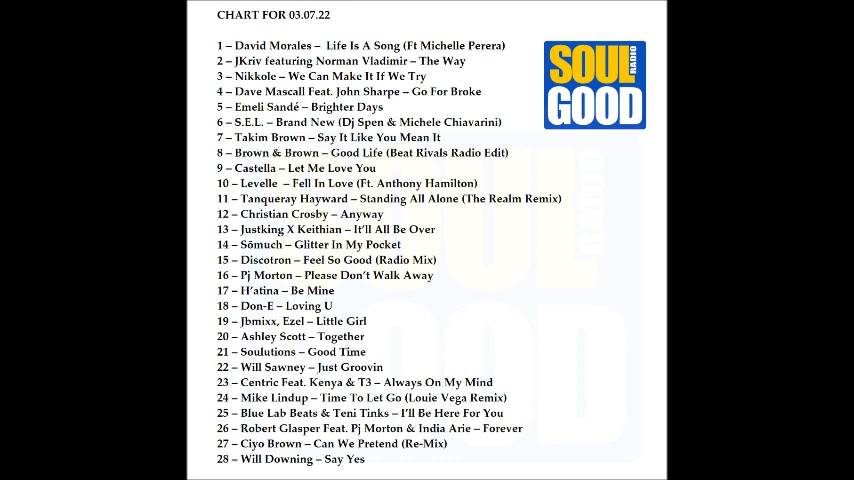 CHART FOR 03.07.22
1 – David Morales – Life Is A Song (Ft Michelle Perera)
2 – JKriv featuring Norman Vladimir – The Way
3 – Nikkole – We Can Make It If We Try
4 – Dave Mascall Feat. John Sharpe – Go For Broke
5 – Emeli Sandé – Brighter Days
6 – S.E.L. – Brand New (Dj Spen & Michele Chiavarini)
7 – Takim Brown – Say It Like You Mean It
8 – Brown & Brown – Good Life (Beat Rivals Radio Edit)
9 – Castella – Let Me Love You
10 – Levelle – Fell In Love (Ft. Anthony Hamilton)
11 – Tanqueray Hayward – Standing All Alone (The Realm Remix)
12 – Christian Crosby – Anyway
13 – Justking X Keithian – It'll All Be Over
14 – Sōmuch – Glitter In My Pocket
15 – Discotron – Feel So Good (Radio Mix)
16 – Pj Morton – Please Don't Walk Away
17 – H'atina – Be Mine
18 – Don-E – Loving U
19 – Jbmixx, Ezel – Little Girl
20 – Ashley Scott – Together
21 – Soulutions – Good Time
22 – Will Sawney – Just Groovin
23 – Centric Feat. Kenya & T3 – Always On My Mind
24 – Mike Lindup – Time To Let Go (Louie Vega Remix)
25 – Blue Lab Beats & Teni Tinks – I'll Be Here For You
26 – Robert Glasper Feat. Pj Morton & India Arie – Forever
27 – Ciyo Brown – Can We Pretend (Re-Mix)
28 – Will Downing – Say Yes
SOUL RADIO
GOOD
SOUL RADIO
GOOD